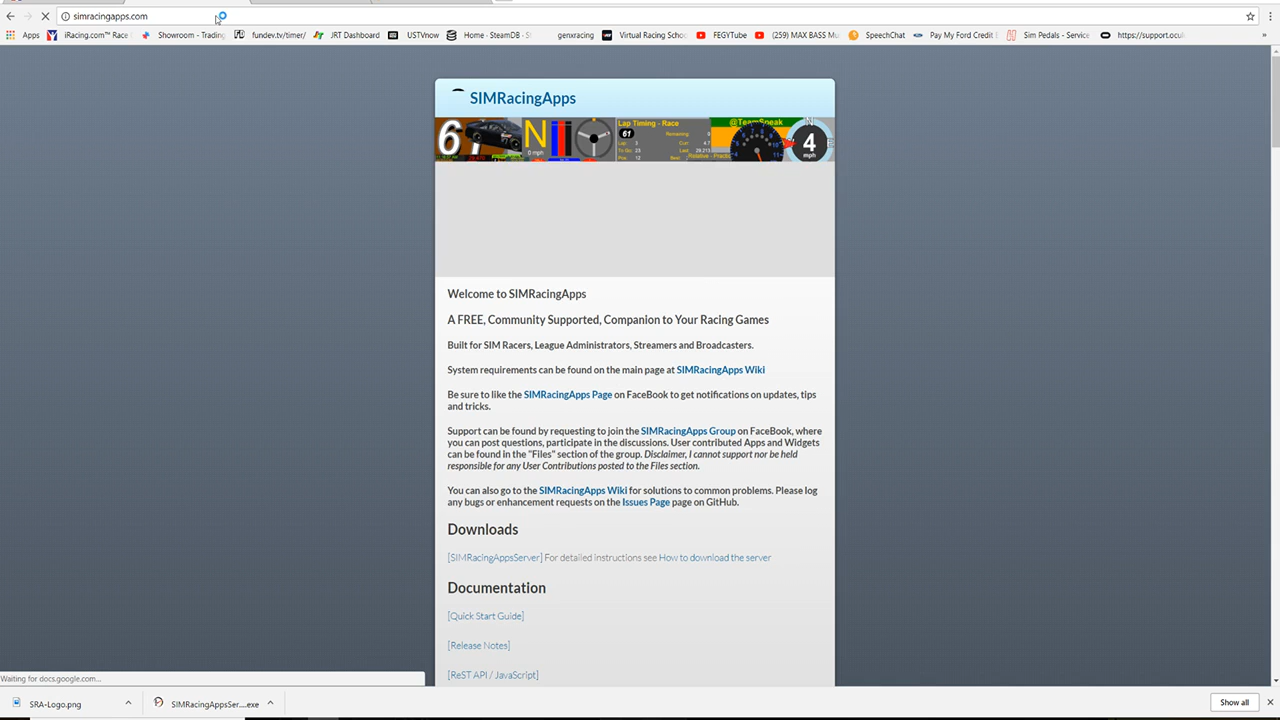 simracingapps.com
Apps
iRacing.com™ Race
Showroom - Trading
fundev.tv/timer/
JRT Dashboard
USTVnow
Home · SteamDB · S
genxracing
Virtual Racing Schoo
FEGYTube
(259) MAX BASS Mu
SpeechChat
Pay My Ford Credit
Sim Pedals - Service
https://support.ocul
»
SIMRacingApps
6
N
0 mph
Lap Timing - Race
61
Remaining:
@TeamSpeak
N
4
mph
Welcome to SIMRacingApps
A FREE, Community Supported, Companion to Your Racing Games
Built for SIM Racers, League Administrators, Streamers and Broadcasters.
System requirements can be found on the main page at SIMRacingApps Wiki
Be sure to like the SIMRacingApps Page on FaceBook to get notifications on updates, tips
and tricks.
Support can be found by requesting to join the SIMRacingApps Group on FaceBook, where
you can post questions, participate in the discussions. User contributed Apps and Widgets
can be found in the "Files" section of the group. Disclaimer, I cannot support nor be held
responsible for any User Contributions posted to the Files section.
You can also go to the SIMRacingApps Wiki for solutions to common problems. Please log
any bugs or enhancement requests on the Issues Page page on GitHub.
Downloads
[SIMRacingAppsServer] For detailed instructions see How to download the server
Documentation
[Quick Start Guide]
[Release Notes]
[ReST API / JavaScript]
Waiting for docs.google.com...
SRA-Logo.png
SIMRacingAppsSer....exe
Show all